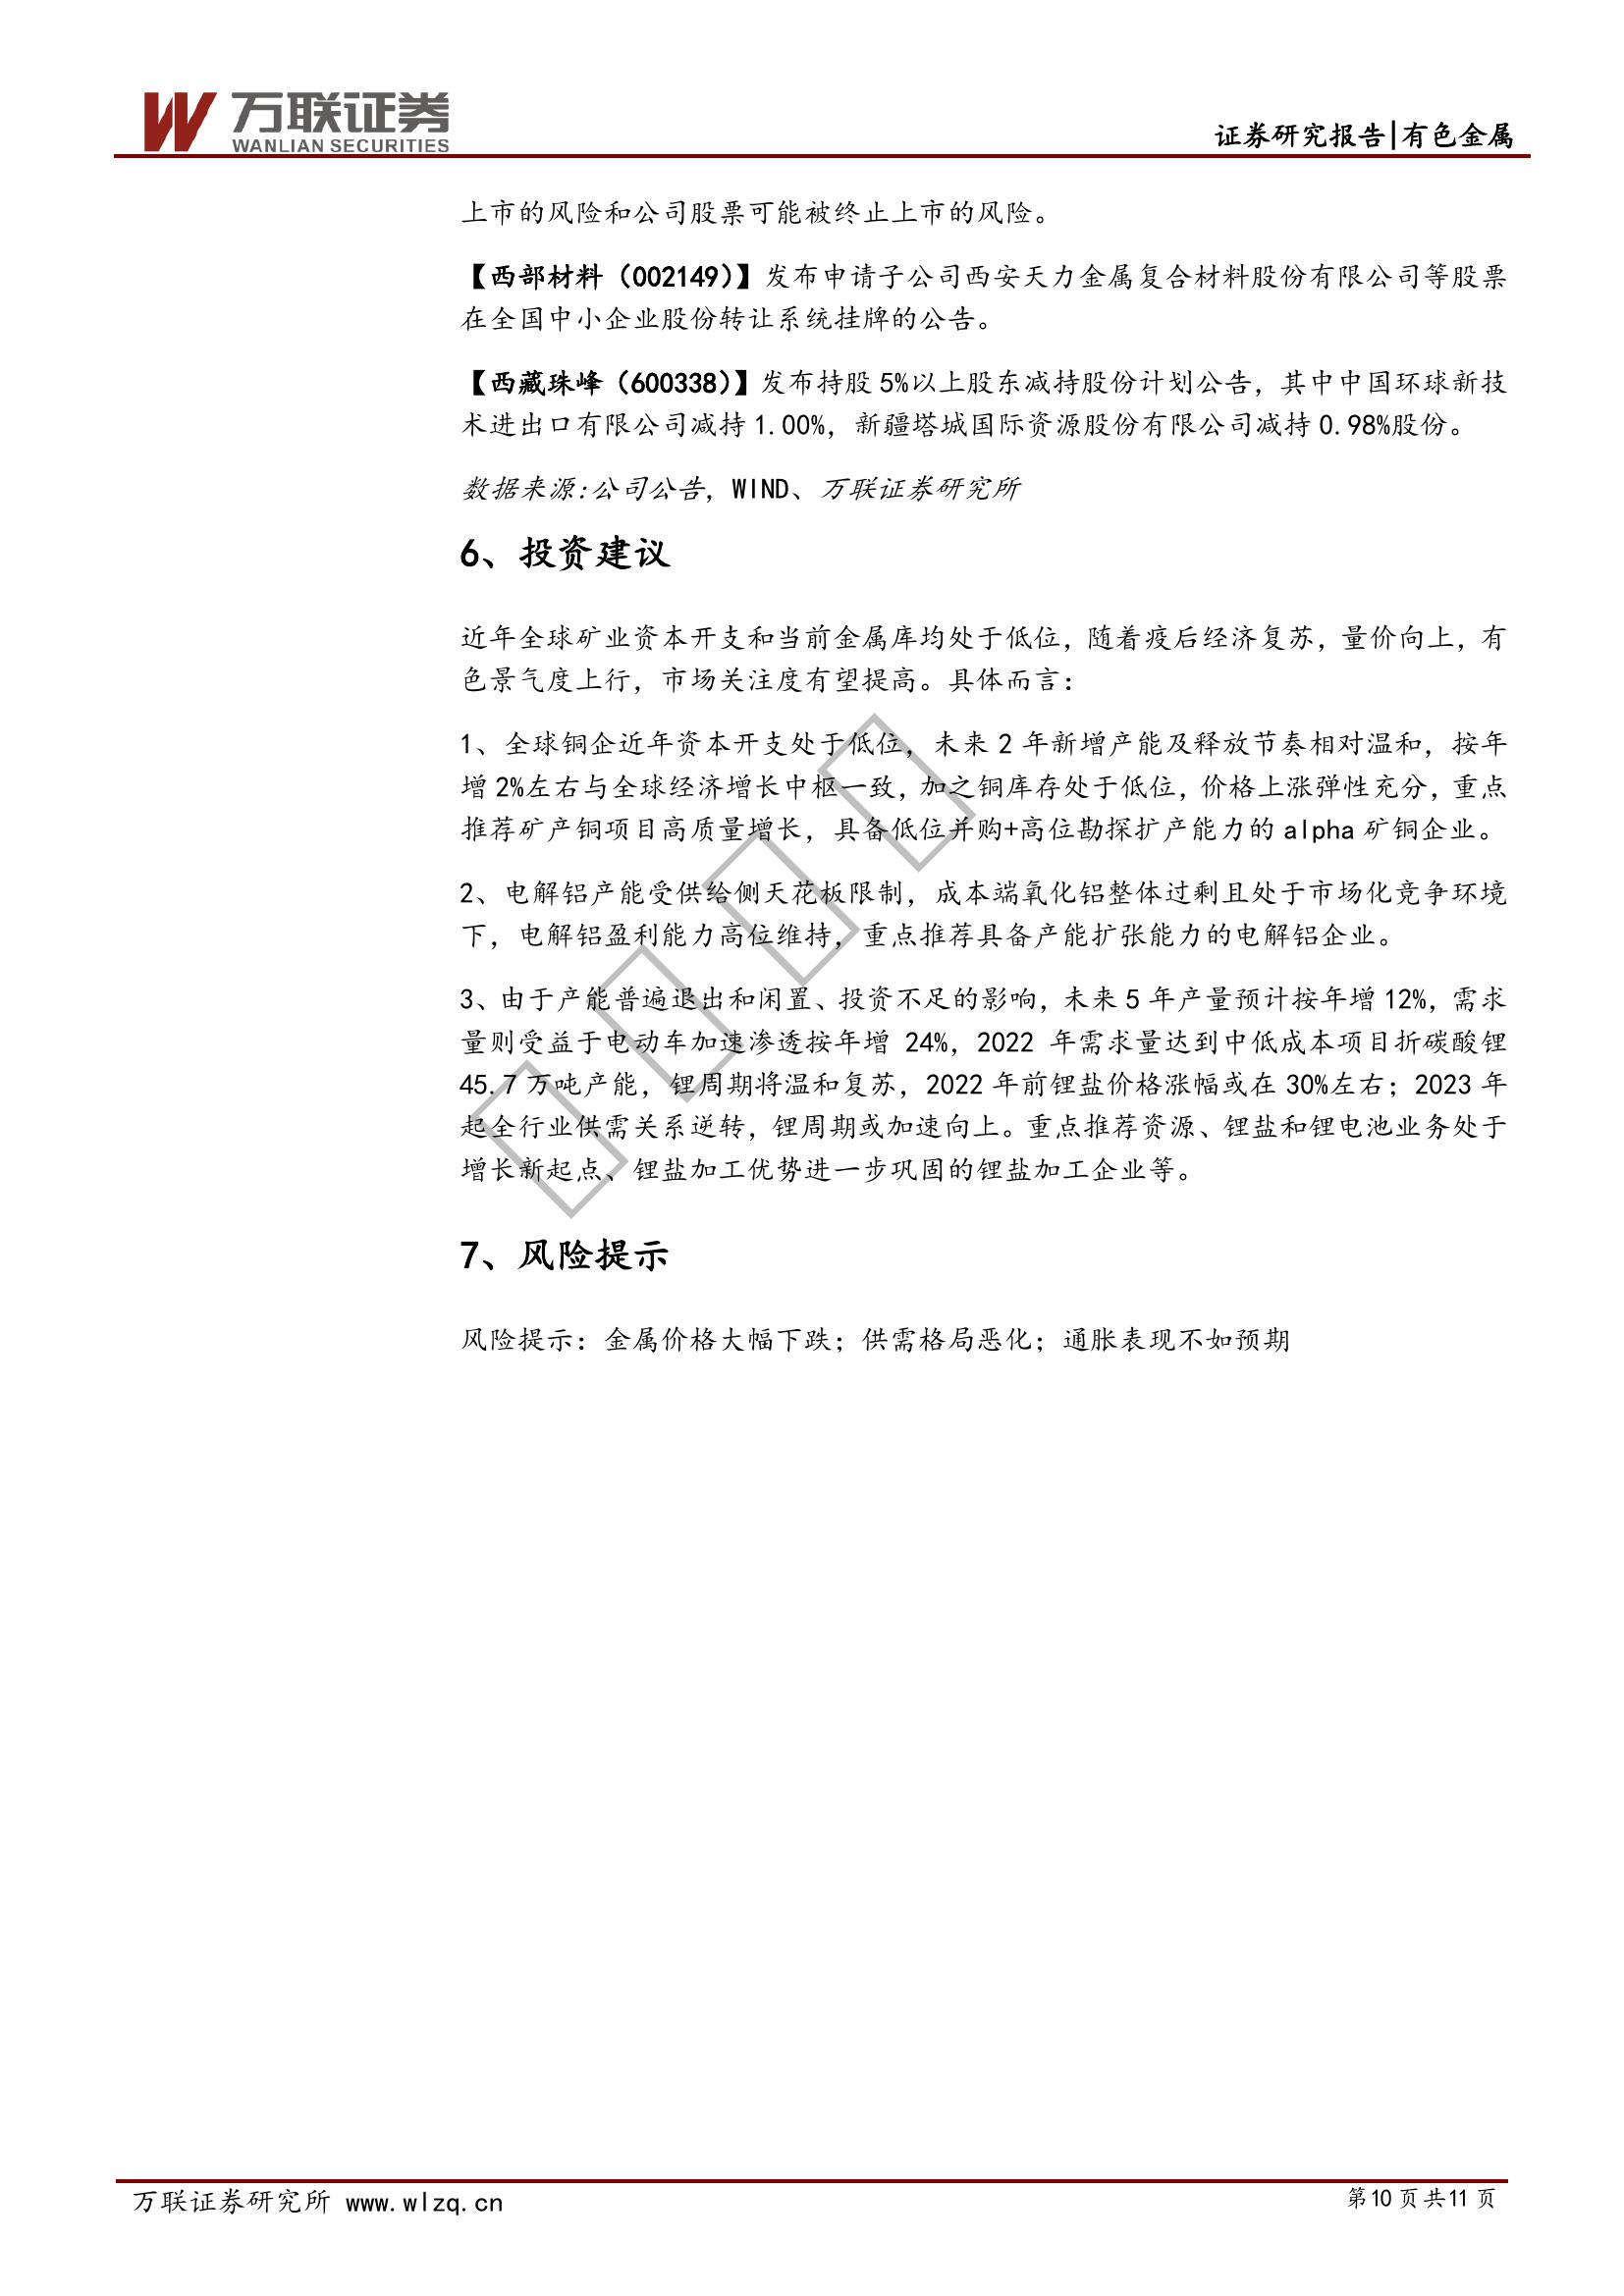 万联证券
WANLIAN SECURITIES
证券研究报告|有色金属
上市的风险和公司股票可能被终止上市的风险。
【西部材料（002149）】发布申请子公司西安天力金属复合材料股份有限公司等股票
在全国中小企业股份转让系统挂牌的公告。
【西藏珠峰（600338）】发布持股 5%以上股东减持股份计划公告，其中中国环球新技
术进出口有限公司减持 1.00%，新疆塔城国际资源股份有限公司减持 0.98%股份。
数据来源:公司公告，WIND、万联证券研究所
6、投资建议
近年全球矿业资本开支和当前金属库均处于低位，随着疫后经济复苏，量价向上，有
色景气度上行，市场关注度有望提高。具体而言：
1、全球铜企近年资本开支处于低位，未来 2 年新增产能及释放节奏相对温和，按年
增 2%左右与全球经济增长中枢一致，加之铜库存处于低位，价格上涨弹性充分，重点
推荐矿产铜项目高质量增长，具备低位并购+高位勘探扩产能力的 alpha 矿铜企业。
2、电解铝产能受供给侧天花板限制，成本端氧化铝整体过剩且处于市场化竞争环境
下，电解铝盈利能力高位维持，重点推荐具备产能扩张能力的电解铝企业。
3、由于产能普遍退出和闲置、投资不足的影响，未来 5 年产量预计按年增 12%，需求
量则受益于电动车加速渗透按年增 24%，2022 年需求量达到中低成本项目折碳酸锂
45.7 万吨产能，锂周期将温和复苏，2022 年前锂盐价格涨幅或在 30%左右；2023 年
起全行业供需关系逆转，锂周期或加速向上。重点推荐资源、锂盐和锂电池业务处于
增长新起点、锂盐加工优势进一步巩固的锂盐加工企业等。
7、风险提示
风险提示：金属价格大幅下跌；供需格局恶化；通胀表现不如预期
万联证券研究所 www.wlzq.cn
第10 页共11 页